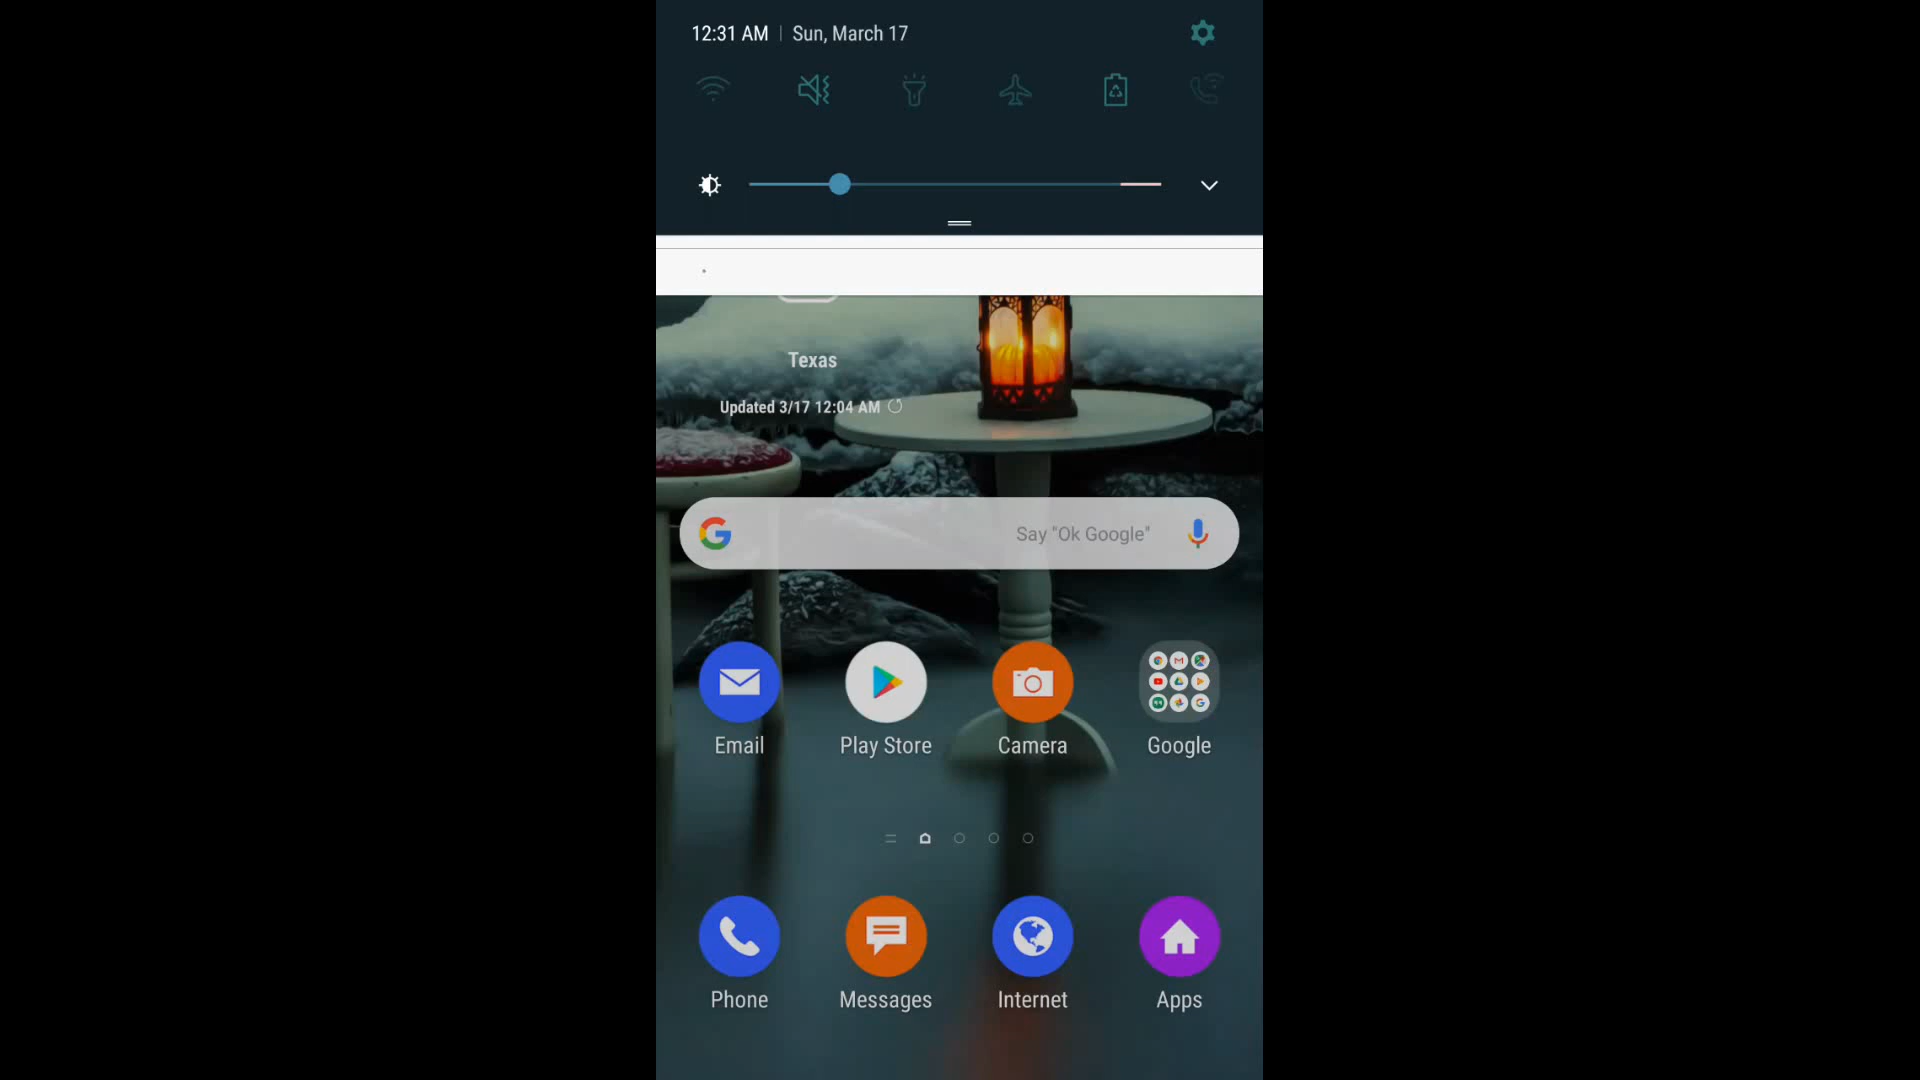 12:31 AM | Sun, March 17
Texas
Updated 3/17 12:04 AM
Say "Ok Google"
Email
Play Store
Camera
Google
Phone
Messages
Internet
Apps